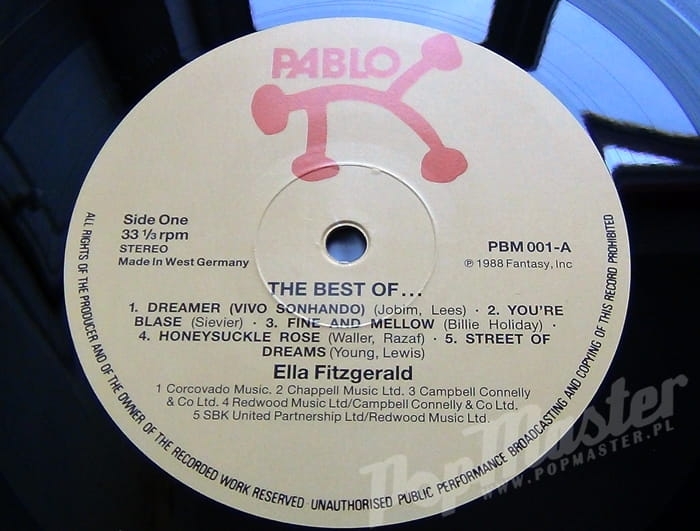 PABLO
Side One
33 ⅓ rpm
STEREO
Made In West Germany
PBM 001-A
℗ 1988 Fantasy, Inc
THE BEST OF...
1. DREAMER (VIVO SONHANDO) (Jobim, Lees) · 2. YOU'RE
BLASE (Sievier) · 3. FINE AND MELLOW (Billie Holiday) ·
4. HONEYSUCKLE ROSE (Waller, Razaf) · 5. STREET OF
DREAMS (Young, Lewis)
Ella Fitzgerald
1 Corcovado Music. 2 Chappell Music Ltd. 3 Campbell Connelly
& Co Ltd. 4 Redwood Music Ltd/Campbell Connelly & Co Ltd.
5 SBK United Partnership Ltd/Redwood Music Ltd.
ALL RIGHTS OF THE PRODUCER AND OF THE OWNER OF THE RECORDED WORK RESERVED UNAUTHORISED PUBLIC PERFORMANCE BROADCASTING AND COPYING OF THIS RECORD PROHIBITED
PopMaster
WWW.POPMASTER.PL